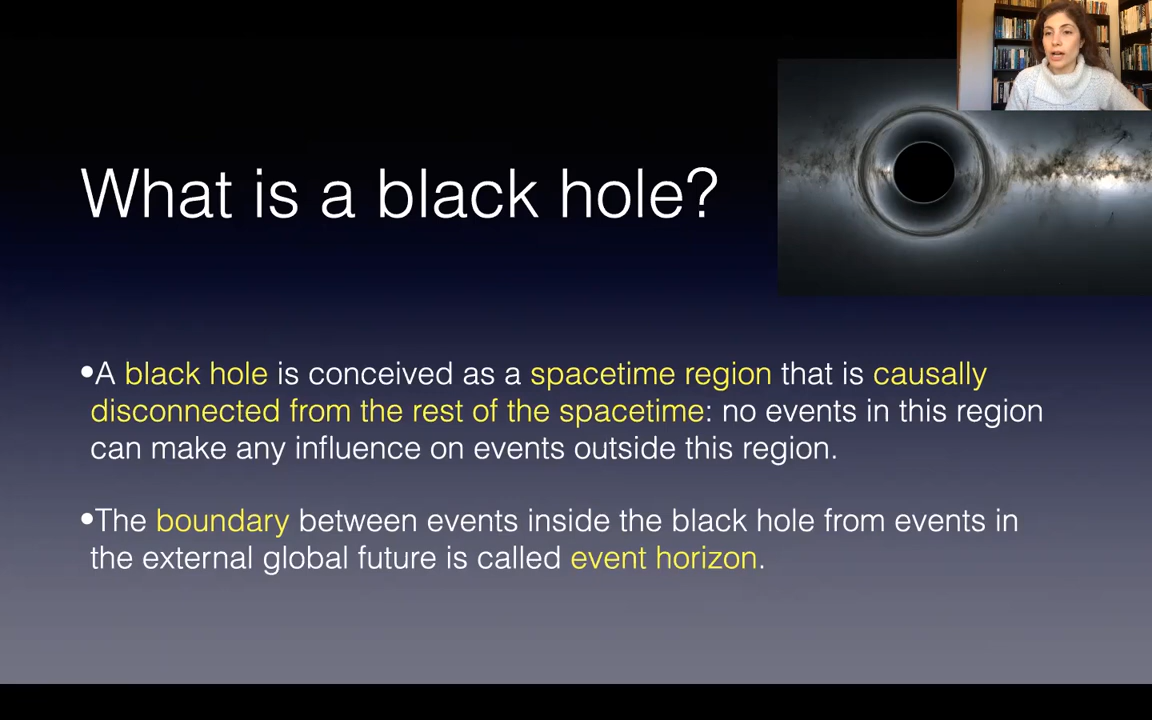 What is a black hole?
•A black hole is conceived as a spacetime region that is causally
disconnected from the rest of the spacetime: no events in this region
can make any influence on events outside this region.
•The boundary between events inside the black hole from events in
the external global future is called event horizon.